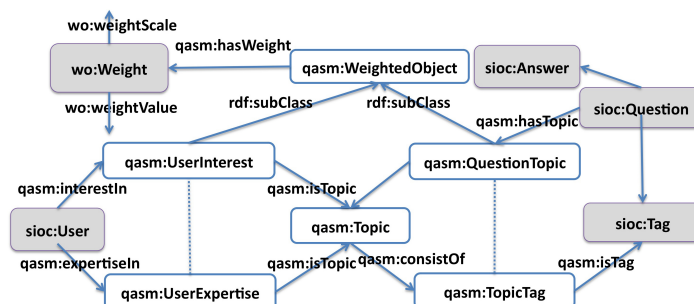 wo:weightScale
qasm:hasWeight
wo:Weight
qasm:WeightedObject
sioc:Answer
wo:weightValue
rdf:subClass
rdf:subClass
sioc:Question
qasm:hasTopic
qasm:UserInterest
qasm:QuestionTopic
qasm:interestIn
qasm:isTopic
sioc:User
qasm:Topic
sioc:Tag
qasm:expertiseIn
qasm:isTopic
qasm:consistOf
qasm:isTag
qasm:UserExpertise
qasm:TopicTag